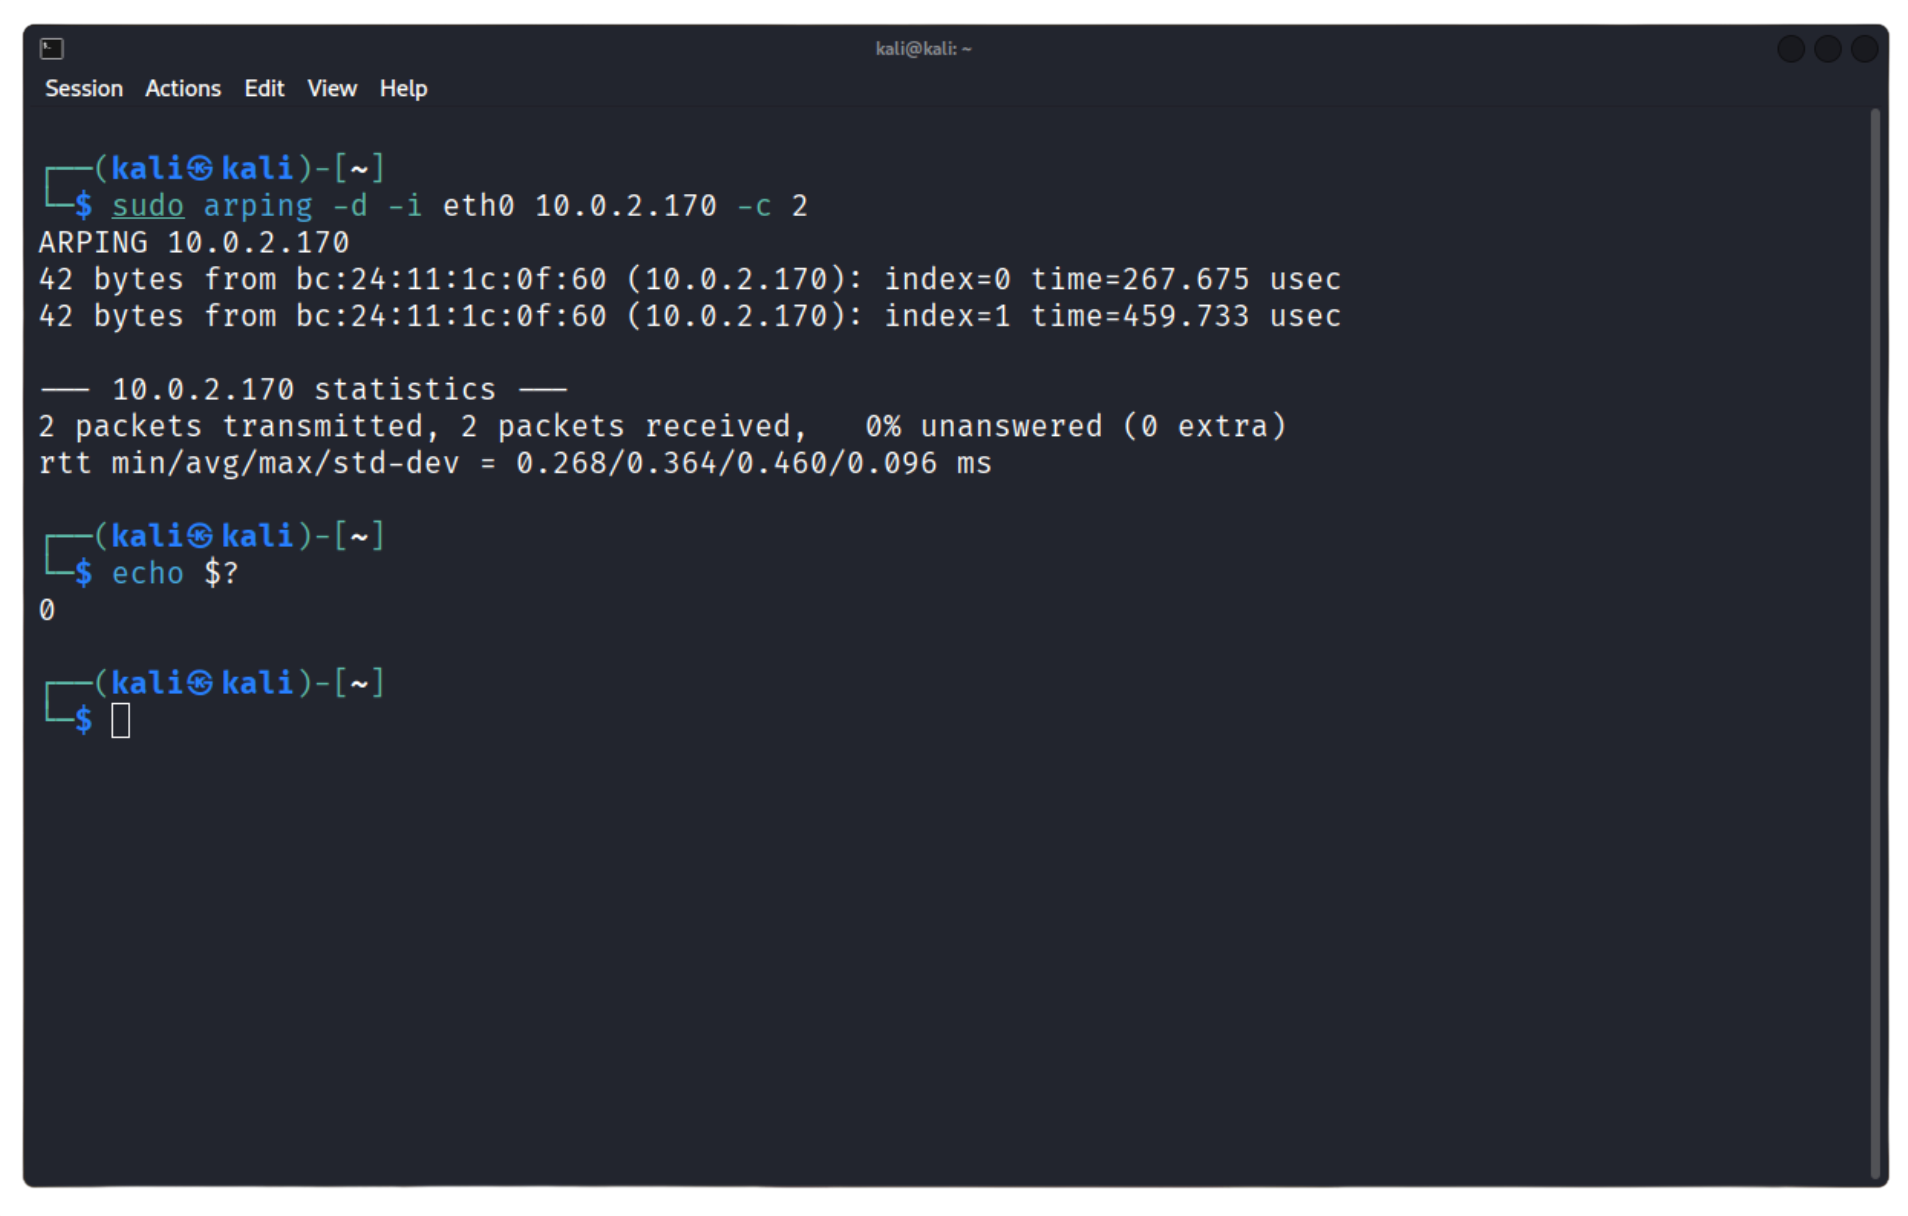 kali@kali: ~
Session Actions Edit View Help
┌──(kali㉿kali)-[~]
└─$ sudo arping -d -i eth0 10.0.2.170 -c 2
ARPING 10.0.2.170
42 bytes from bc:24:11:1c:0f:60 (10.0.2.170): index=0 time=267.675 usec
42 bytes from bc:24:11:1c:0f:60 (10.0.2.170): index=1 time=459.733 usec
--- 10.0.2.170 statistics ---
2 packets transmitted, 2 packets received,   0% unanswered (0 extra)
rtt min/avg/max/std-dev = 0.268/0.364/0.460/0.096 ms
┌──(kali㉿kali)-[~]
└─$ echo $?
0
┌──(kali㉿kali)-[~]
└─$